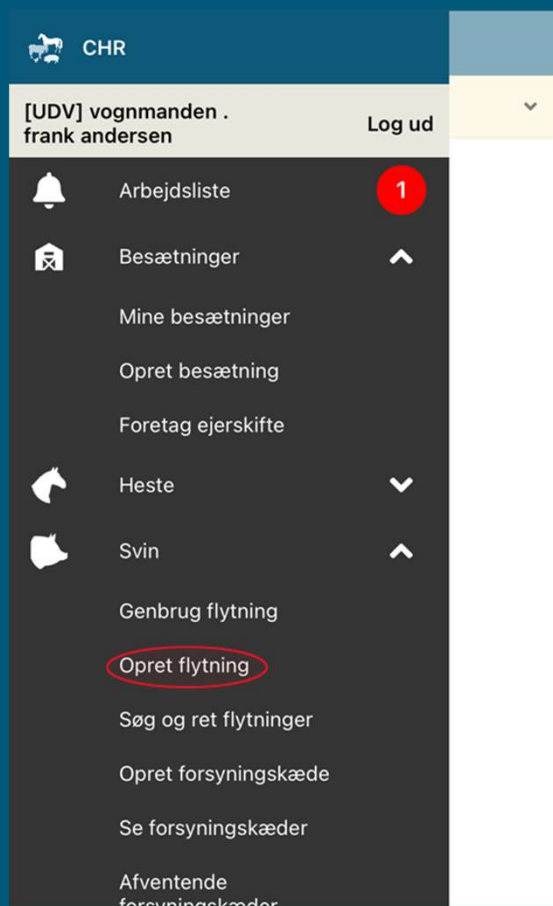 CHR
[UDV] vognmanden .
frank andersen
Log ud
Arbejdsliste
1
Besætninger
Mine besætninger
Opret besætning
Foretag ejerskifte
Heste
Svin
Genbrug flytning
Opret flytning
Søg og ret flytninger
Opret forsyningskæde
Se forsyningskæder
Afventende
forsyningskæder